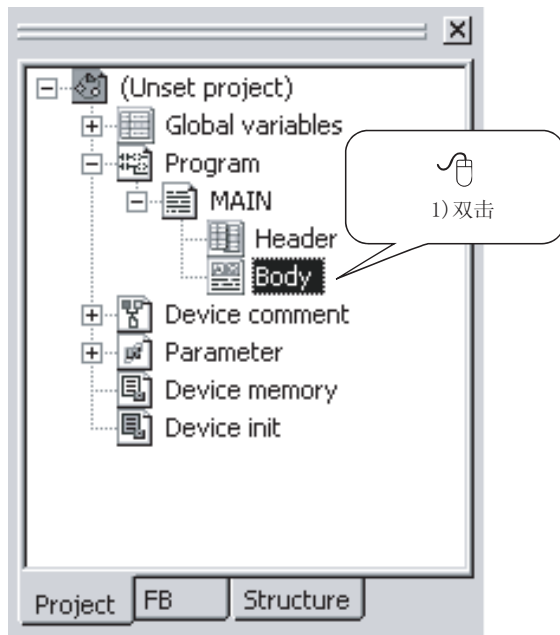 (Unset project)
Global variables
Program
MAIN
Header
Body
Device comment
Parameter
Device memory
Device init
1)双击
Project
FB
Structure